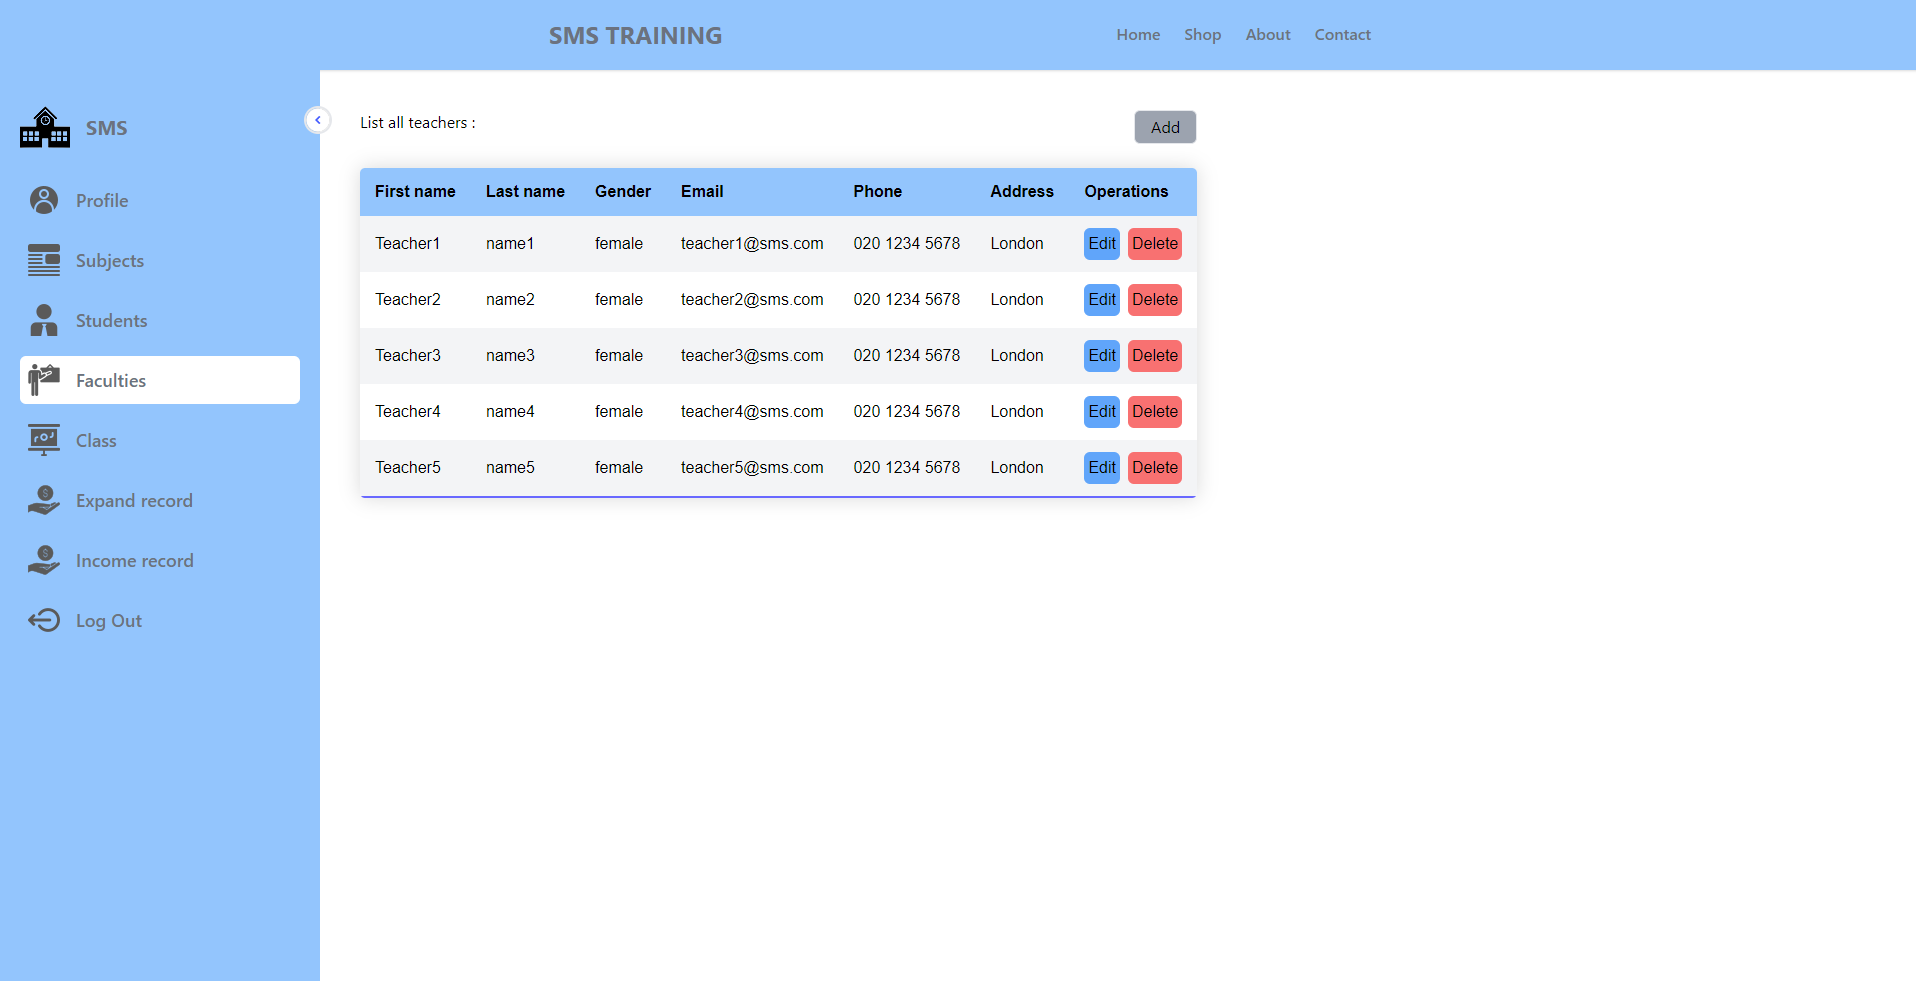 SMS TRAINING
Home Shop About Contact
SMS
Profile
Subjects
Students
Faculties
Class
Expand record
Income record
Log Out
List all teachers :
Add
First name Last name Gender Email Phone Address Operations
Teacher1 name1 female teacher1@sms.com 020 1234 5678 London Edit Delete
Teacher2 name2 female teacher2@sms.com 020 1234 5678 London Edit Delete
Teacher3 name3 female teacher3@sms.com 020 1234 5678 London Edit Delete
Teacher4 name4 female teacher4@sms.com 020 1234 5678 London Edit Delete
Teacher5 name5 female teacher5@sms.com 020 1234 5678 London Edit Delete